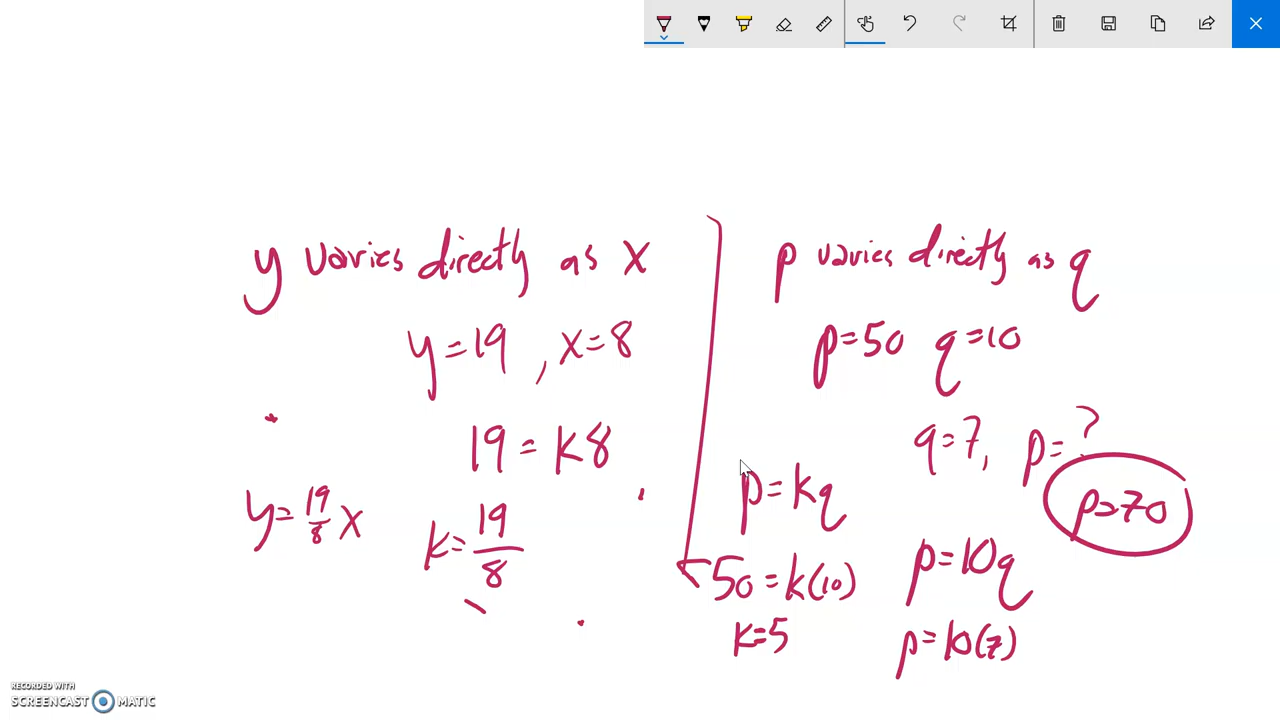 y varies directly as x
y=19, x=8
19 = k8
y=19/8 x
k=19/8
p varies directly as q
p=50 q=10
q=7, p=?
p=kq
p=70
50=k(10)
p=10q
k=5
p=10(7)
RECORDED WITH
SCREENCAST MATIC